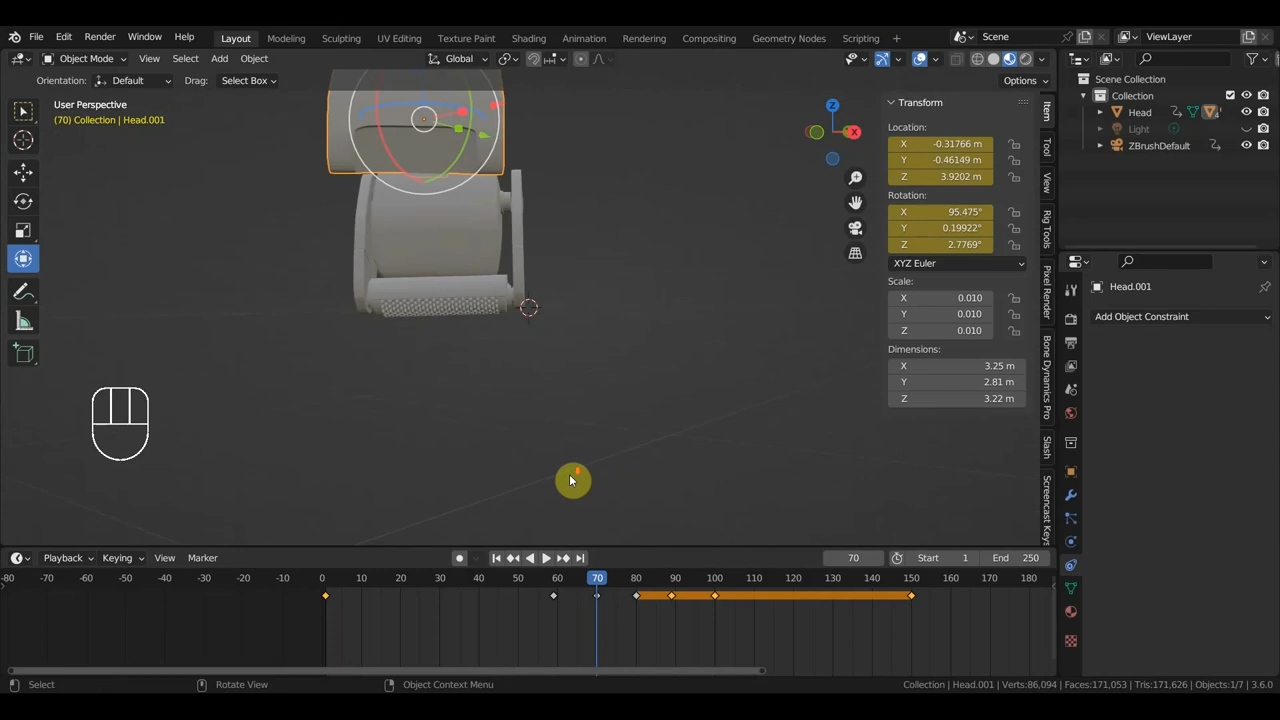 File Edit Render Window Help Layout Modeling Sculpting UV Editing Texture Paint Shading Animation Rendering Compositing Geometry Nodes Scripting + Scene ViewLayer
Object Mode View Select Add Object Global
Orientation: Default Drag: Select Box Options
User Perspective
(70) Collection | Head.001
Transform
Location:
X -0.31766 m
Y -0.46149 m
Z 3.9202 m
Rotation:
X 95.475°
Y 0.19922°
Z 2.7769°
XYZ Euler
Scale:
X 0.010
Y 0.010
Z 0.010
Dimensions:
X 3.25 m
Y 2.81 m
Z 3.22 m
Item
Tool
View
Rig Tools
Pixel Render
Bone Dynamics Pro
Slash
Screencast Keys
Z
X
Scene Collection
Collection
Head
4
Light
ZBrushDefault
Head.001
Add Object Constraint
Playback Keying View Marker 70 Start 1 End 250
-80 -70 -60 -50 -40 -30 -20 -10 0 10 20 30 40 50 60 70 80 90 100 110 120 130 140 150 160 170 180
Select Rotate View Object Context Menu Collection | Head.001 | Verts:86,094 | Faces:171,053 | Tris:171,626 | Objects:1/7 | 3.6.0